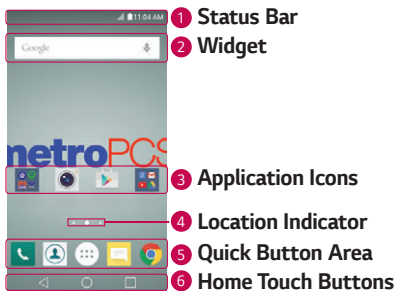 11:04 AM
1 Status Bar
Google
2 Widget
metroPCS
3 Application Icons
4 Location Indicator
5 Quick Button Area
6 Home Touch Buttons